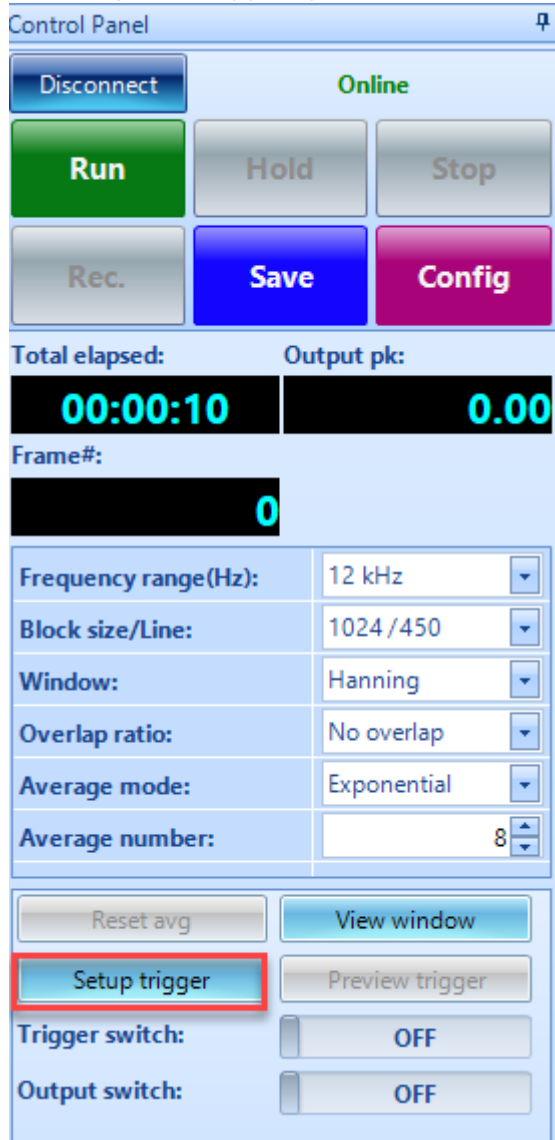 Control Panel
Disconnect Online
Run Hold Stop
Rec. Save Config
Total elapsed: Output pk:
00:00:10 0.00
Frame#:
0
Frequency range(Hz): 12 kHz
Block size/Line: 1024/450
Window: Hanning
Overlap ratio: No overlap
Average mode: Exponential
Average number: 8
Reset avg View window
Setup trigger Preview trigger
Trigger switch: OFF
Output switch: OFF